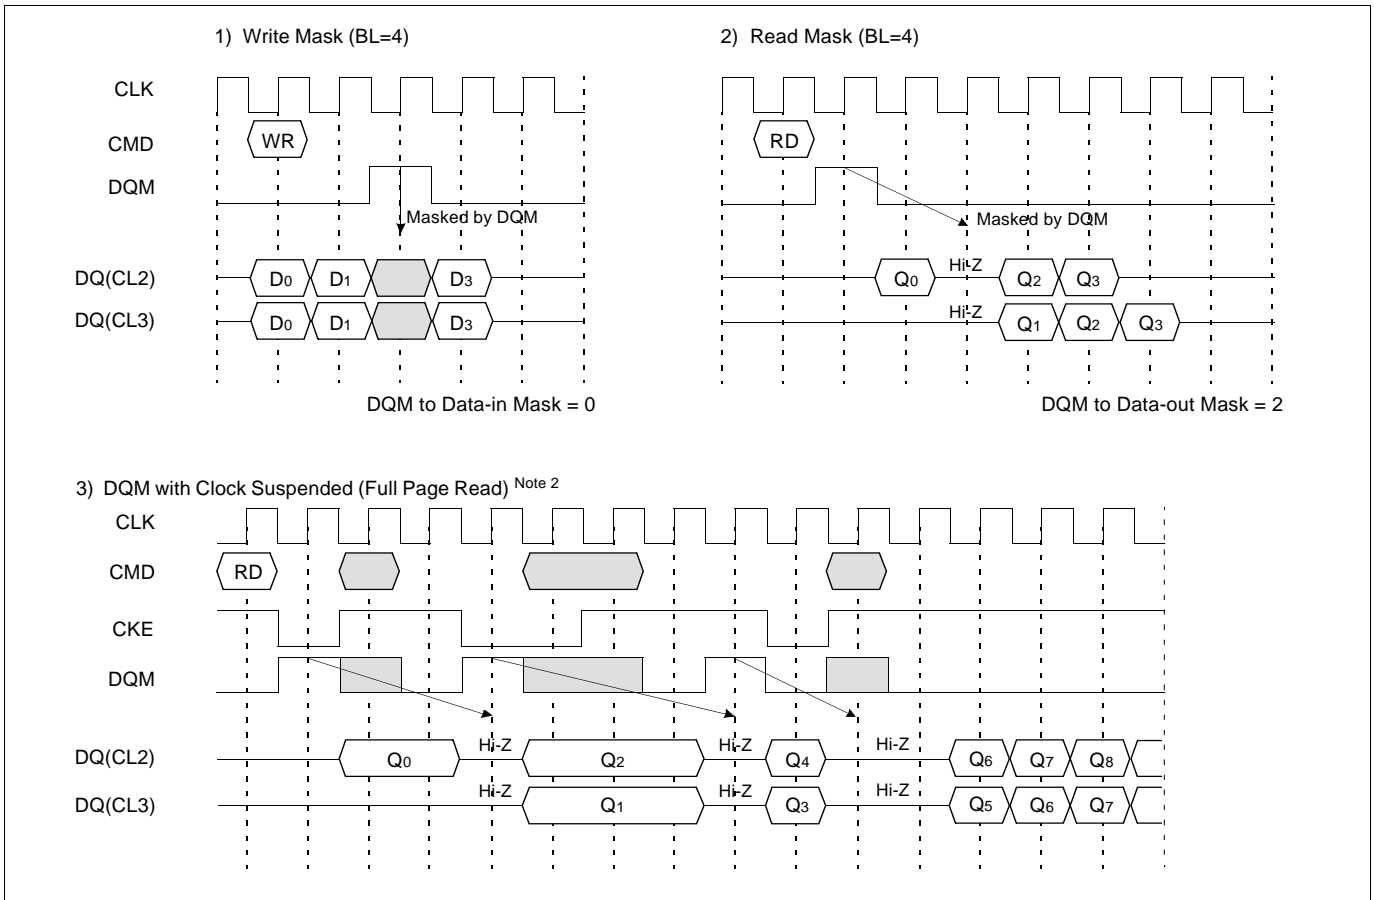 1) Write Mask (BL=4)
CLK
CMD
WR
DQM
Masked by DQM
DQ(CL2)
D0 D1 D3
DQ(CL3)
D0 D1 D3
DQM to Data-in Mask = 0
2) Read Mask (BL=4)
RD
Masked by DQM
Q0 Hi-Z Q2 Q3
Hi-Z Q1 Q2 Q3
DQM to Data-out Mask = 2
3) DQM with Clock Suspended (Full Page Read) Note 2
CLK
CMD
RD
CKE
DQM
DQ(CL2)
Q0 Hi-Z Q2 Hi-Z Q4 Hi-Z Q6 Q7 Q8
DQ(CL3)
Hi-Z Q1 Hi-Z Q3 Hi-Z Q5 Q6 Q7